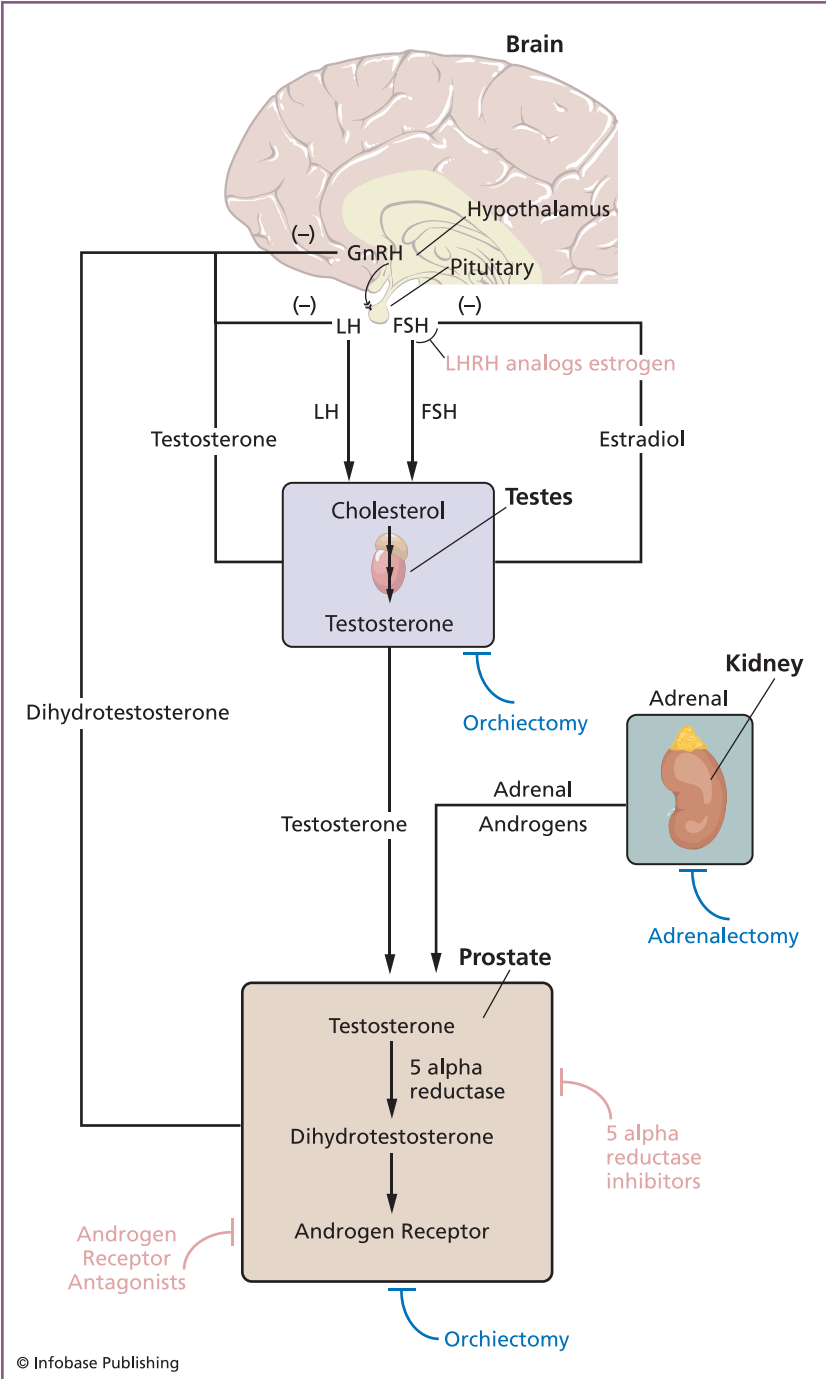 Brain
Hypothalamus
(–)
GnRH
Pituitary
(–)
(–)
LH
FSH
LHRH analogs estrogen
LH
FSH
Testosterone
Estradiol
Cholesterol
Testes
Testosterone
Kidney
Adrenal
Dihydrotestosterone
Orchiectomy
Adrenal
Androgens
Testosterone
Adrenalectomy
Prostate
Testosterone
5 alpha
reductase
Dihydrotestosterone
5 alpha
reductase
inhibitors
Androgen Receptor
Androgen
Receptor
Antagonists
Orchiectomy
© Infobase Publishing